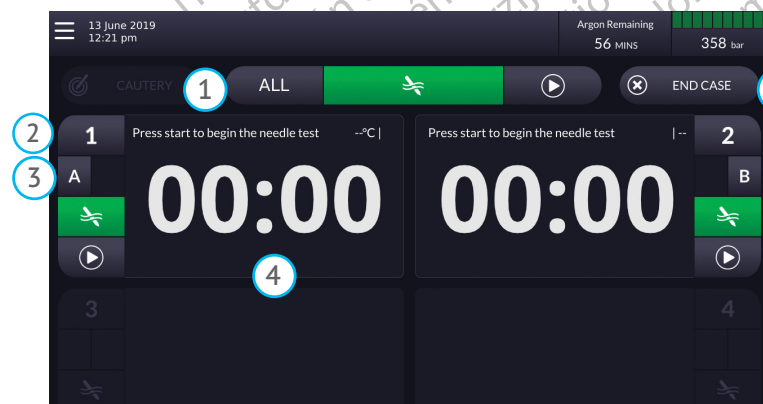 13 June 2019
12:21 pm
Argon Remaining
56 MINS
358 bar
CAUTERY
1
ALL
END CASE
2
1
Press start to begin the needle test --°C |
Press start to begin the needle test | --
2
3
A
B
00:00
00:00
4
3
4